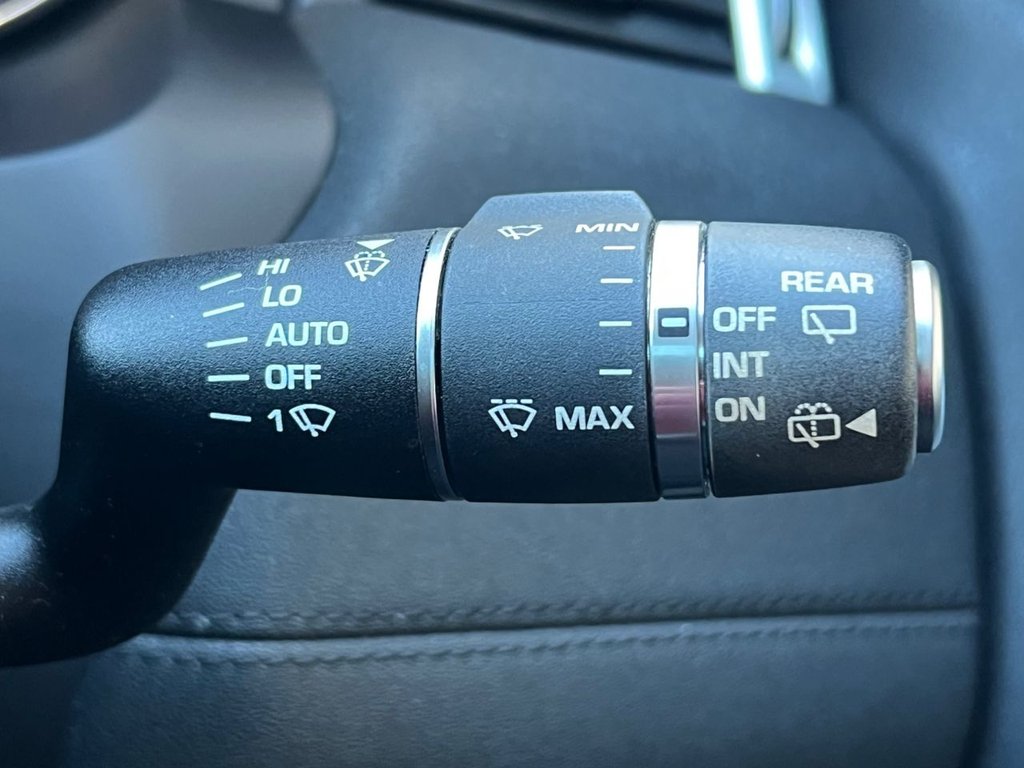 HI
LO
AUTO
OFF
1
MIN
MAX
REAR
OFF
INT
ON